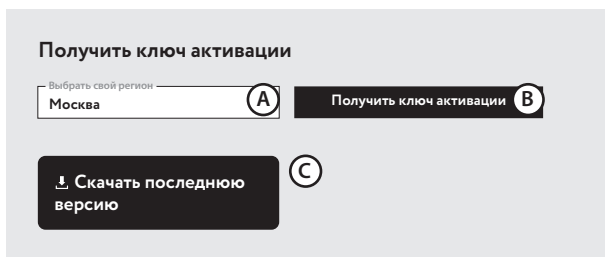 Получить ключ активации
Выбрать свой регион
Москва
A
Получить ключ активации
B
C
Скачать последнюю
версию